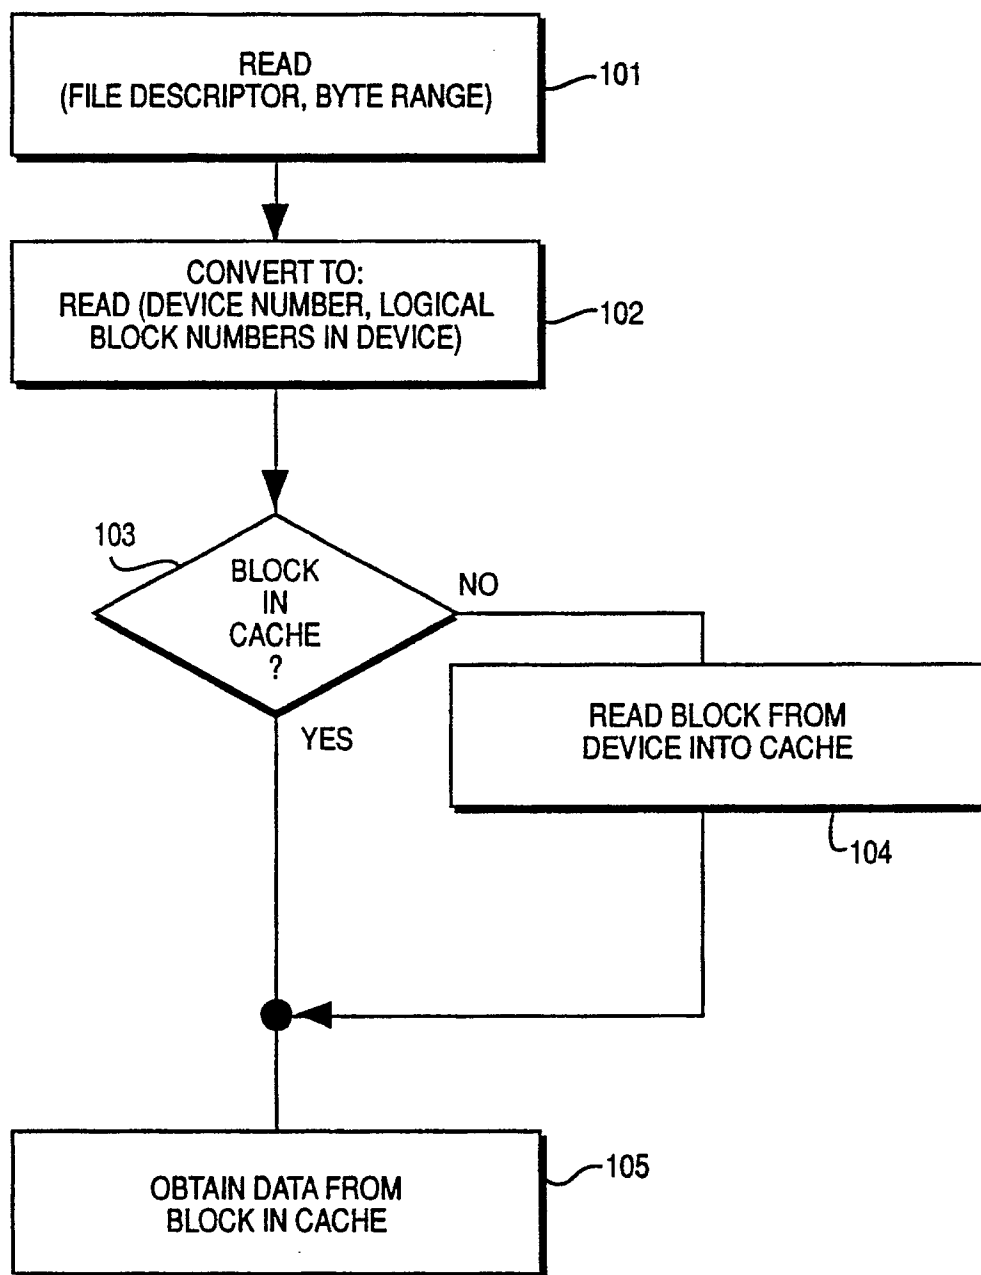 READ
(FILE DESCRIPTOR, BYTE RANGE)
101
CONVERT TO:
READ (DEVICE NUMBER, LOGICAL
BLOCK NUMBERS IN DEVICE)
102
103
BLOCK
IN
CACHE
?
NO
YES
READ BLOCK FROM
DEVICE INTO CACHE
104
OBTAIN DATA FROM
BLOCK IN CACHE
105